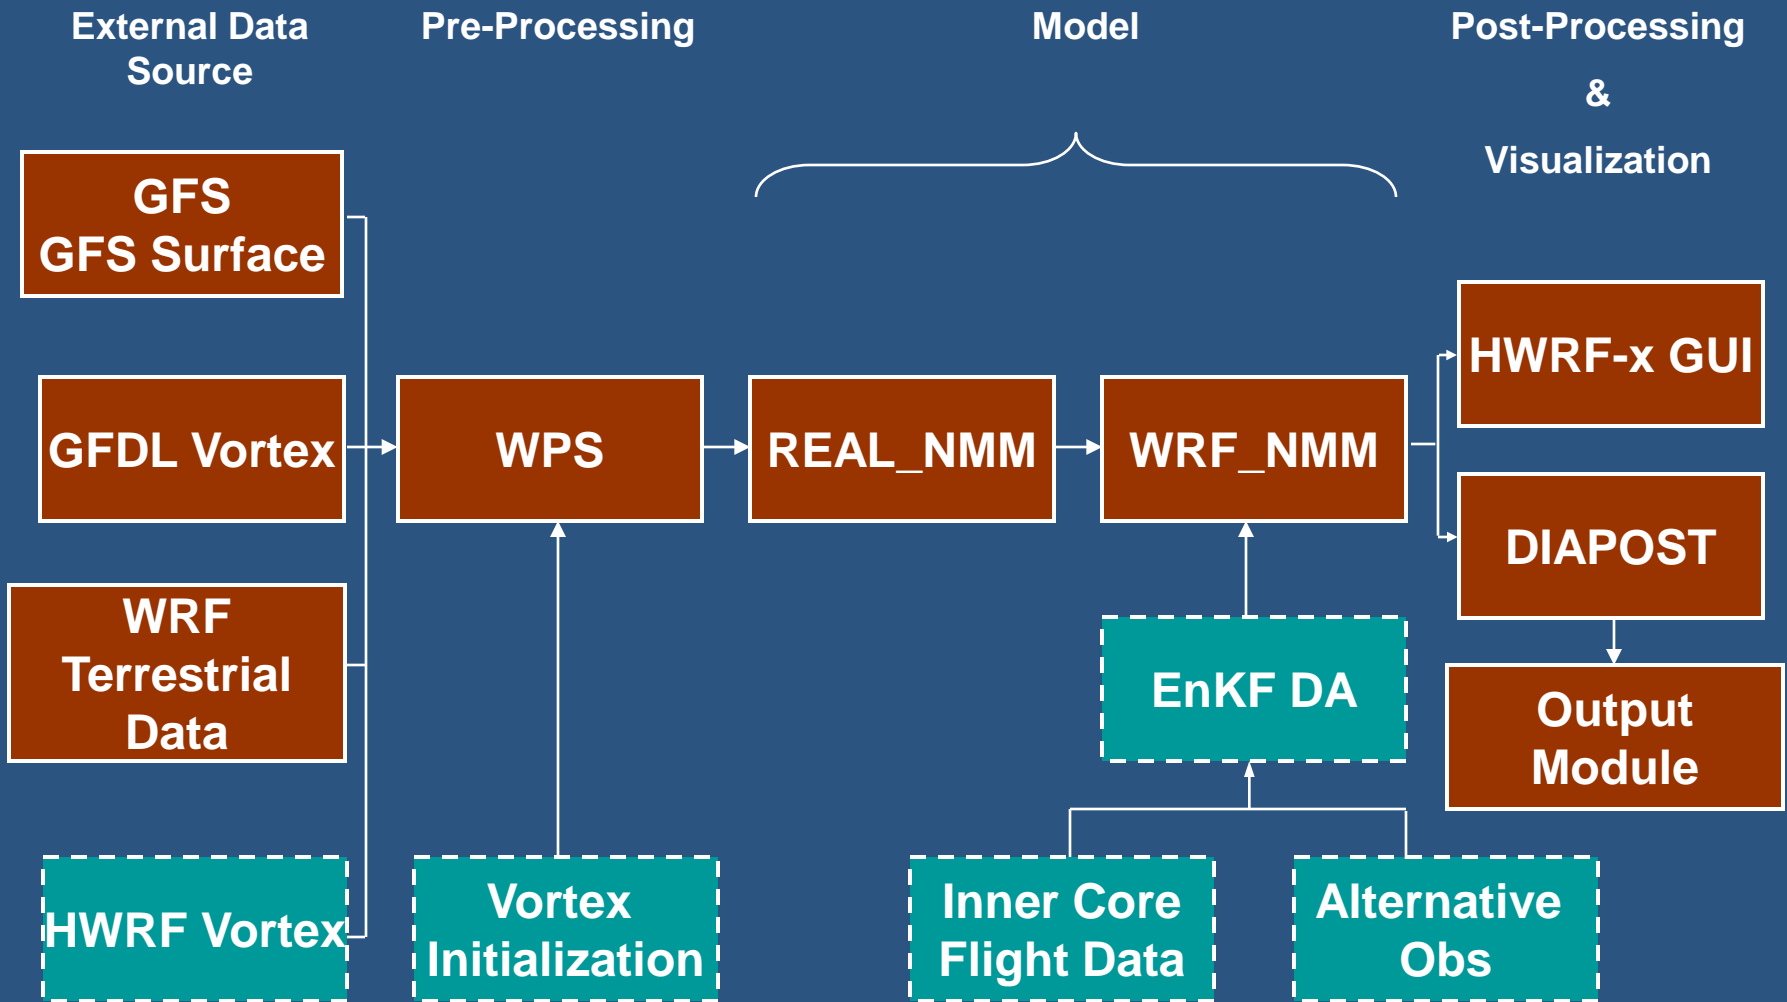 External Data
Source
Pre-Processing
Model
Post-Processing
&
Visualization
GFS
GFS Surface
GFDL Vortex
WRF
Terrestrial
Data
HWRF Vortex
WPS
Vortex
Initialization
REAL_NMM
WRF_NMM
EnKF DA
Inner Core
Flight Data
Alternative
Obs
HWRF-x GUI
DIAPOST
Output
Module